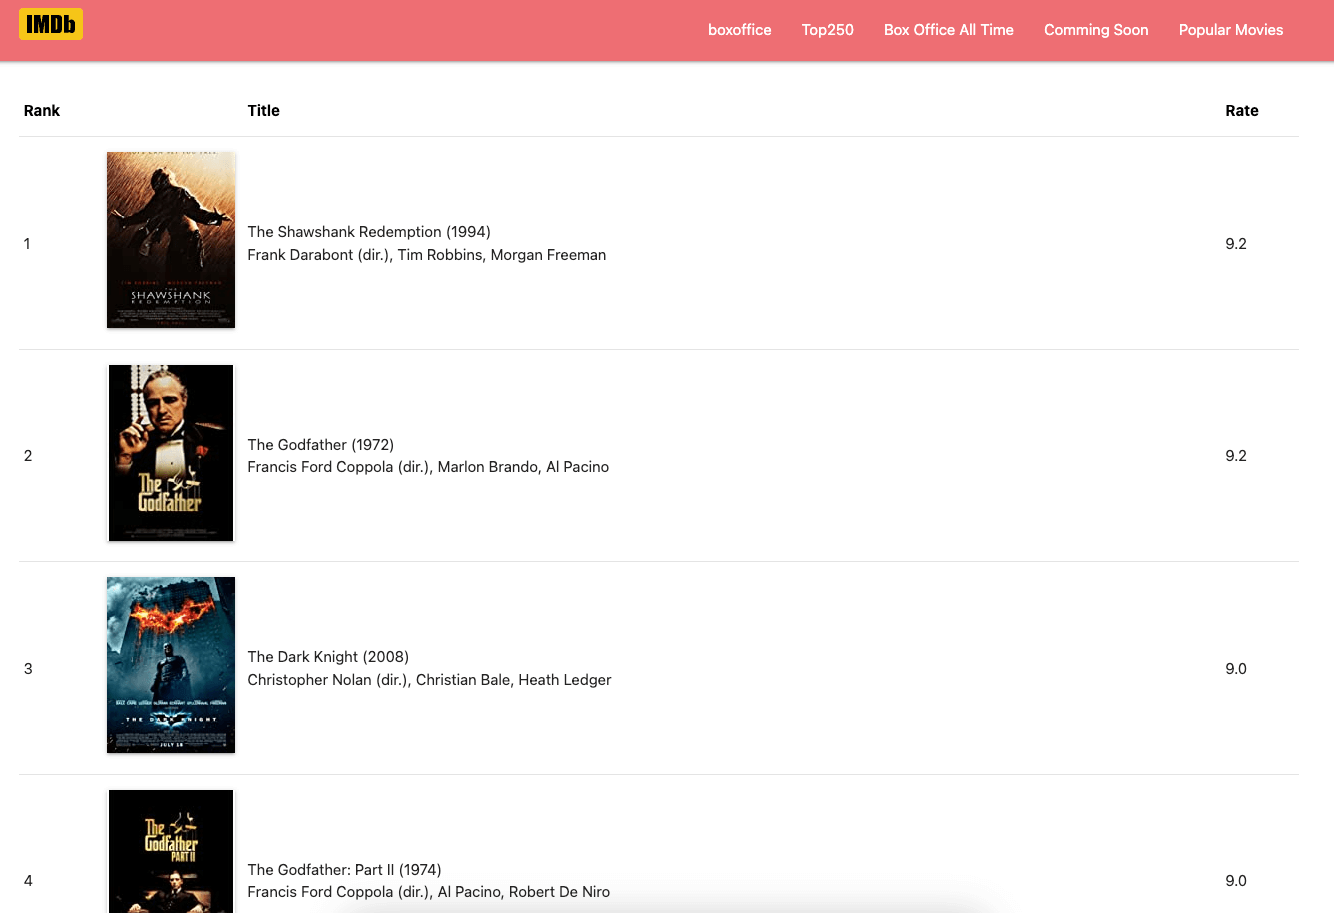 IMDb
boxoffice Top250 Box Office All Time Comming Soon Popular Movies
Rank Title Rate
1
THE
SHAWSHANK
REDEMPTION
The Shawshank Redemption (1994)
Frank Darabont (dir.), Tim Robbins, Morgan Freeman
9.2
2
The
Godfather
The Godfather (1972)
Francis Ford Coppola (dir.), Marlon Brando, Al Pacino
9.2
3
THE DARK KNIGHT
JULY 18
The Dark Knight (2008)
Christopher Nolan (dir.), Christian Bale, Heath Ledger
9.0
4
The
Godfather
PART II
The Godfather: Part II (1974)
Francis Ford Coppola (dir.), Al Pacino, Robert De Niro
9.0